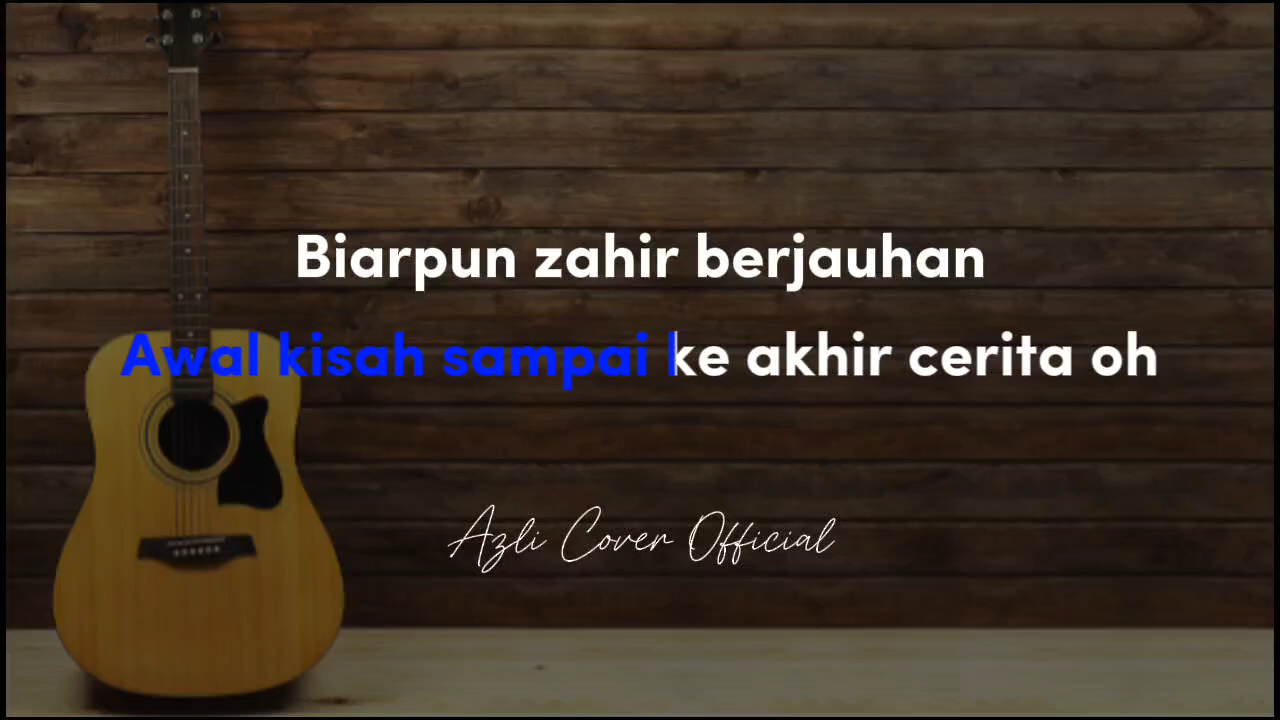 Biarpun zahir berjauhan
Awal kisah sampai ke akhir cerita oh
Azli Cover Official